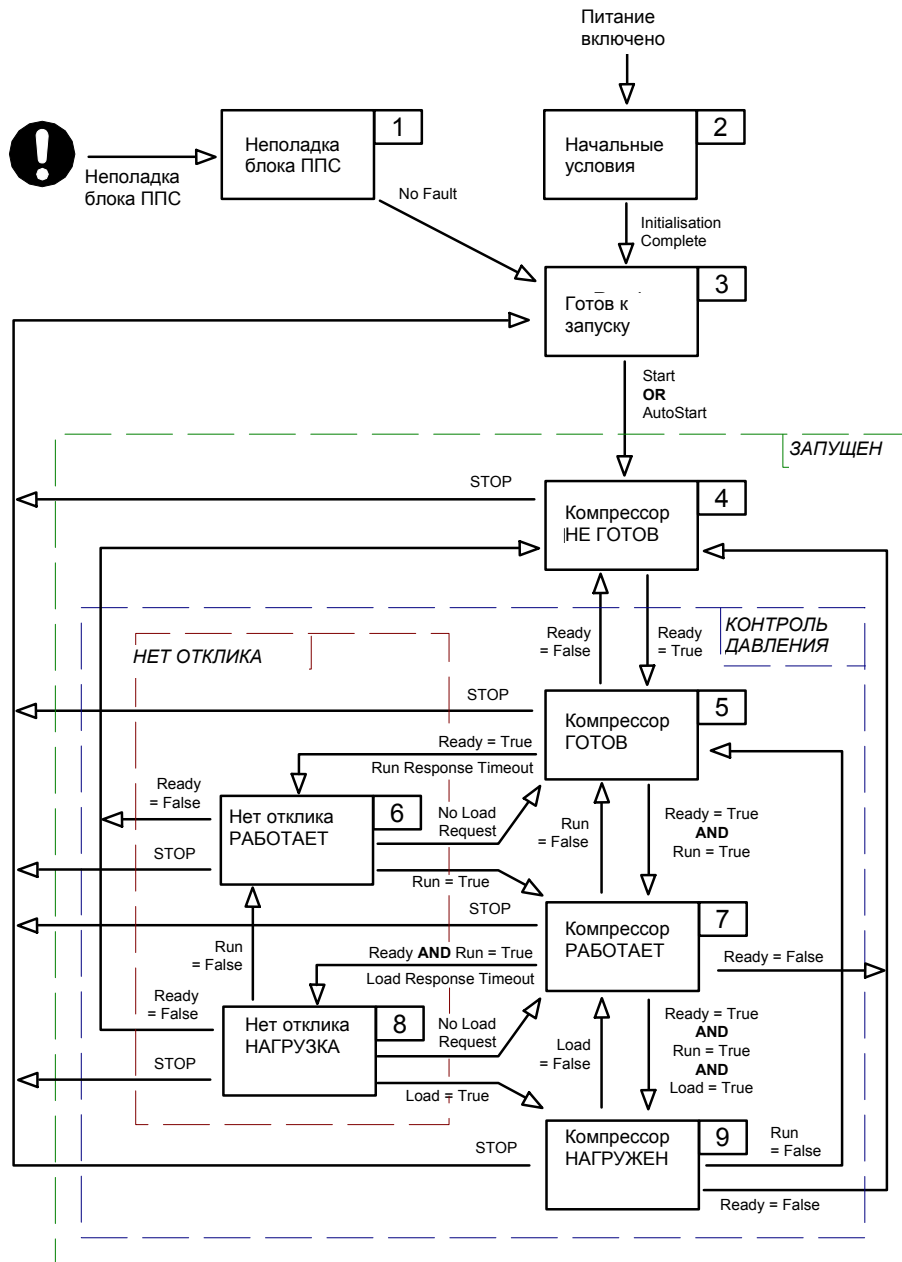 Питание
включено
1
Неполадка
блока ППС
2
Начальные
условия
Неполадка
блока ППС
No Fault
Initialisation
Complete
3
Готов к
запуску
Start
OR
AutoStart
ЗАПУЩЕН
STOP
4
Компрессор
НЕ ГОТОВ
КОНТРОЛЬ
ДАВЛЕНИЯ
Ready
= False
Ready
= True
НЕТ ОТКЛИКА
STOP
5
Компрессор
ГОТОВ
Ready = True
Run Response Timeout
Ready
= False
6
Нет отклика
РАБОТАЕТ
No Load
Request
Run
= False
Ready = True
AND
Run = True
STOP
Run = True
STOP
7
Компрессор
РАБОТАЕТ
Run
= False
Ready AND Run = True
Load Response Timeout
Ready = False
Ready
= False
8
Нет отклика
НАГРУЗКА
No Load
Request
Load
= False
Ready = True
AND
Run = True
AND
Load = True
STOP
Load = True
STOP
9
Компрессор
НАГРУЖЕН
Run
= False
Ready = False